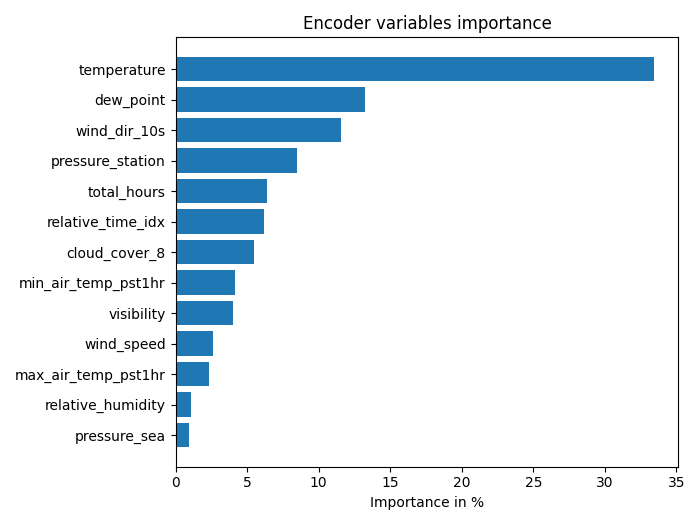 Encoder variables importance
temperature
dew_point
wind_dir_10s
pressure_station
total_hours
relative_time_idx
cloud_cover_8
min_air_temp_pst1hr
visibility
wind_speed
max_air_temp_pst1hr
relative_humidity
pressure_sea
0 5 10 15 20 25 30 35
Importance in %